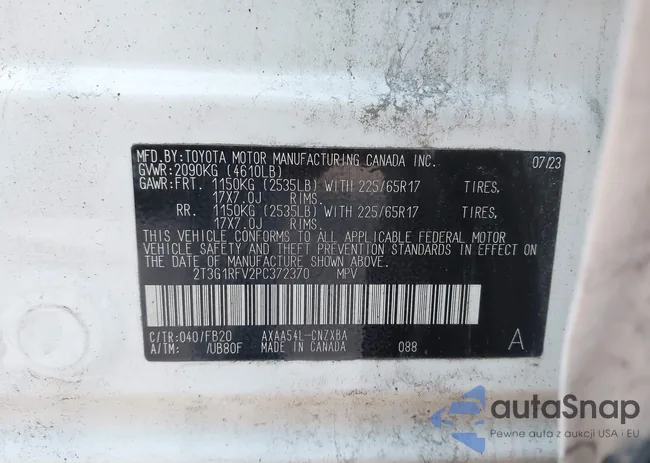 MFD.BY:TOYOTA MOTOR MANUFACTURING CANADA INC. 07/23
GVWR:2090KG (4610LB)
GAWR:FRT. 1150KG (2535LB) WITH 225/65R17 TIRES,
17X7.0J RIMS.
RR. 1150KG (2535LB) WITH 225/65R17 TIRES,
17X7.0J RIMS.
THIS VEHICLE CONFORMS TO ALL APPLICABLE FEDERAL MOTOR
VEHICLE SAFETY AND THEFT PREVENTION STANDARDS IN EFFECT ON
THE DATE OF MANUFACTURE SHOWN ABOVE.
2T3G1RFV2PC372370 MPV
C/TR:040/FB20 AXAA54L-CNZXBA
A/TM: /UB80F MADE IN CANADA 098 A
autaSnap
Pewne auta z aukcji USA i EU